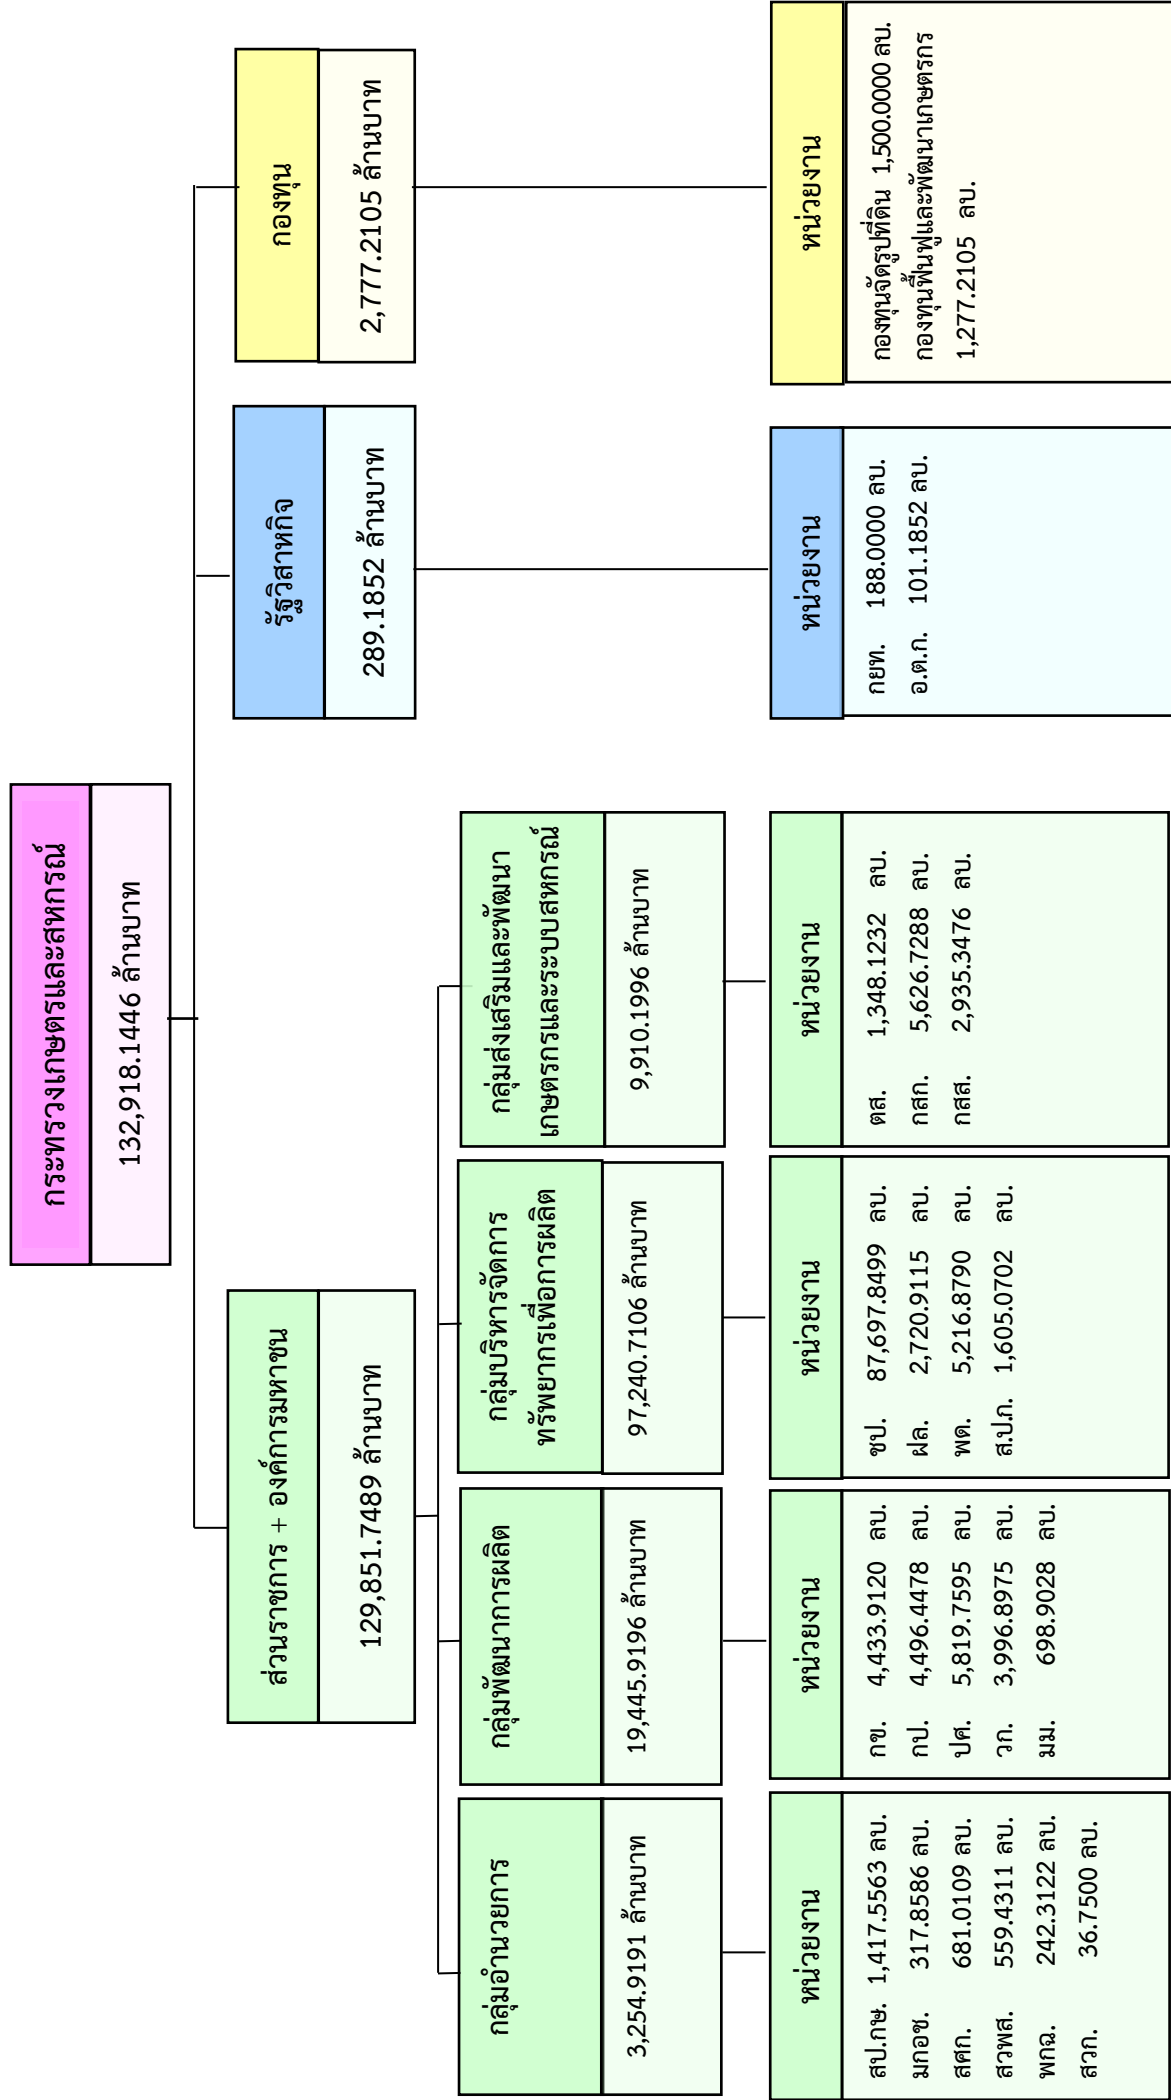 กระทรวงเกษตรและสหกรณ์
132,918.1446 ล้านบาท
ส่วนราชการ + องค์การมหาชน
129,851.7489 ล้านบาท
รัฐวิสาหกิจ
289.1852 ล้านบาท
กองทุน
2,777.2105 ล้านบาท
กลุ่มอำนวยการ
3,254.9191 ล้านบาท
กลุ่มพัฒนาการผลิต
19,445.9196 ล้านบาท
กลุ่มบริหารจัดการ
ทรัพยากรเพื่อการผลิต
97,240.7106 ล้านบาท
กลุ่มส่งเสริมและพัฒนา
เกษตรกรและระบบสหกรณ์
9,910.1996 ล้านบาท
หน่วยงาน
สป.กษ. 1,417.5563 ลบ.
มกอช. 317.8586 ลบ.
สศก. 681.0109 ลบ.
สวพส. 559.4311 ลบ.
พกฉ. 242.3122 ลบ.
สวก. 36.7500 ลบ.
หน่วยงาน
กข. 4,433.9120 ลบ.
กป. 4,496.4478 ลบ.
ปศ. 5,819.7595 ลบ.
วก. 3,996.8975 ลบ.
มม. 698.9028 ลบ.
หน่วยงาน
ชป. 87,697.8499 ลบ.
ฝล. 2,720.9115 ลบ.
พด. 5,216.8790 ลบ.
ส.ป.ก. 1,605.0702 ลบ.
หน่วยงาน
ตส. 1,348.1232 ลบ.
กสก. 5,626.7288 ลบ.
กสส. 2,935.3476 ลบ.
หน่วยงาน
กยท. 188.0000 ลบ.
อ.ต.ก. 101.1852 ลบ.
หน่วยงาน
กองทุนจัดรูปที่ดิน 1,500.0000 ลบ.
กองทุนฟื้นฟูและพัฒนาเกษตรกร
1,277.2105 ลบ.